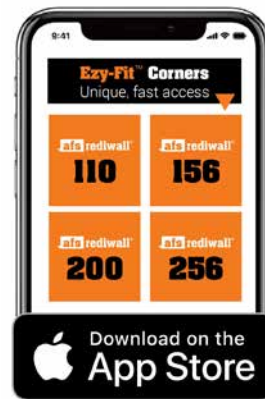 9:41
Ezy-Fit™ Corners
Unique, fast access
afs rediwall®
110
afs rediwall®
156
afs rediwall®
200
afs rediwall®
256
Download on the
App Store